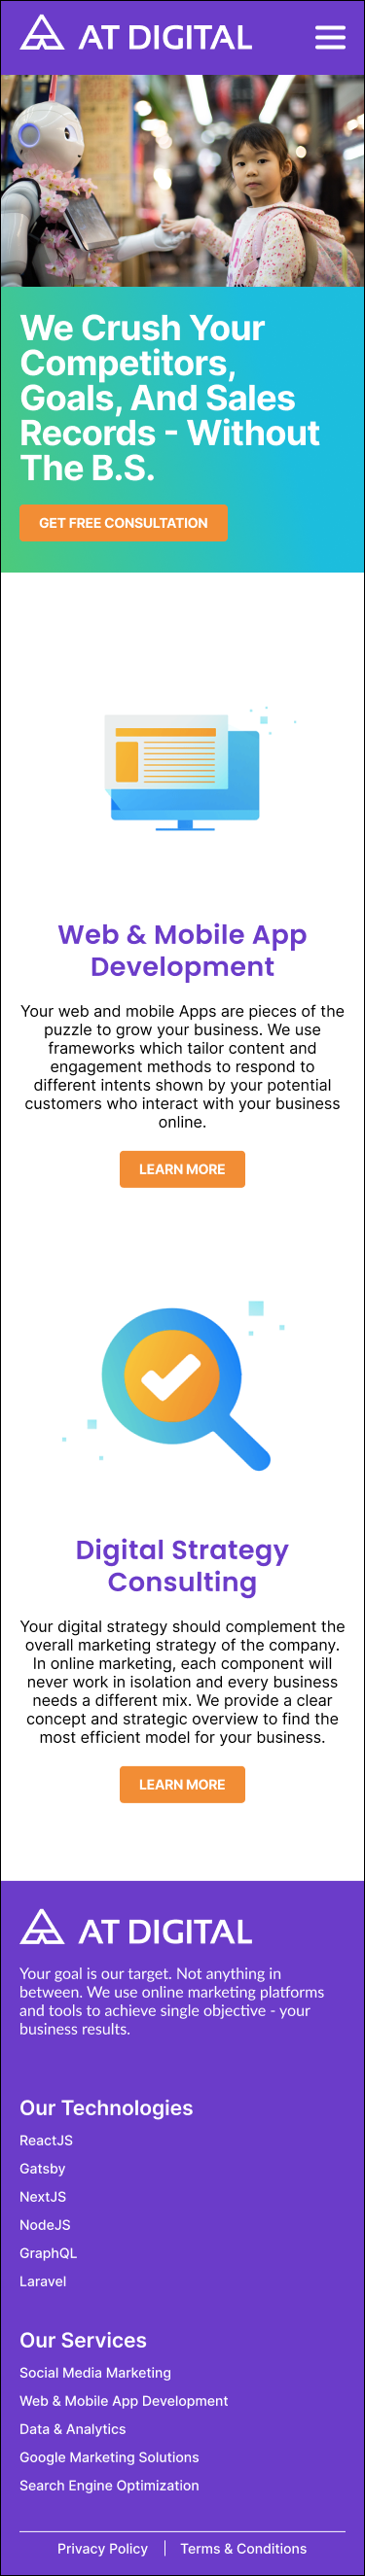 AT DIGITAL
We Crush Your
Competitors,
Goals, And Sales
Records - Without
The B.S.
GET FREE CONSULTATION
Web & Mobile App
Development
Your web and mobile Apps are pieces of the
puzzle to grow your business. We use
frameworks which tailor content and
engagement methods to respond to
different intents shown by your potential
customers who interact with your business
online.
LEARN MORE
Digital Strategy
Consulting
Your digital strategy should complement the
overall marketing strategy of the company.
In online marketing, each component will
never work in isolation and every business
needs a different mix. We provide a clear
concept and strategic overview to find the
most efficient model for your business.
LEARN MORE
AT DIGITAL
Your goal is our target. Not anything in
between. We use online marketing platforms
and tools to achieve single objective - your
business results.
Our Technologies
ReactJS
Gatsby
NextJS
NodeJS
GraphQL
Laravel
Our Services
Social Media Marketing
Web & Mobile App Development
Data & Analytics
Google Marketing Solutions
Search Engine Optimization
Privacy Policy | Terms & Conditions